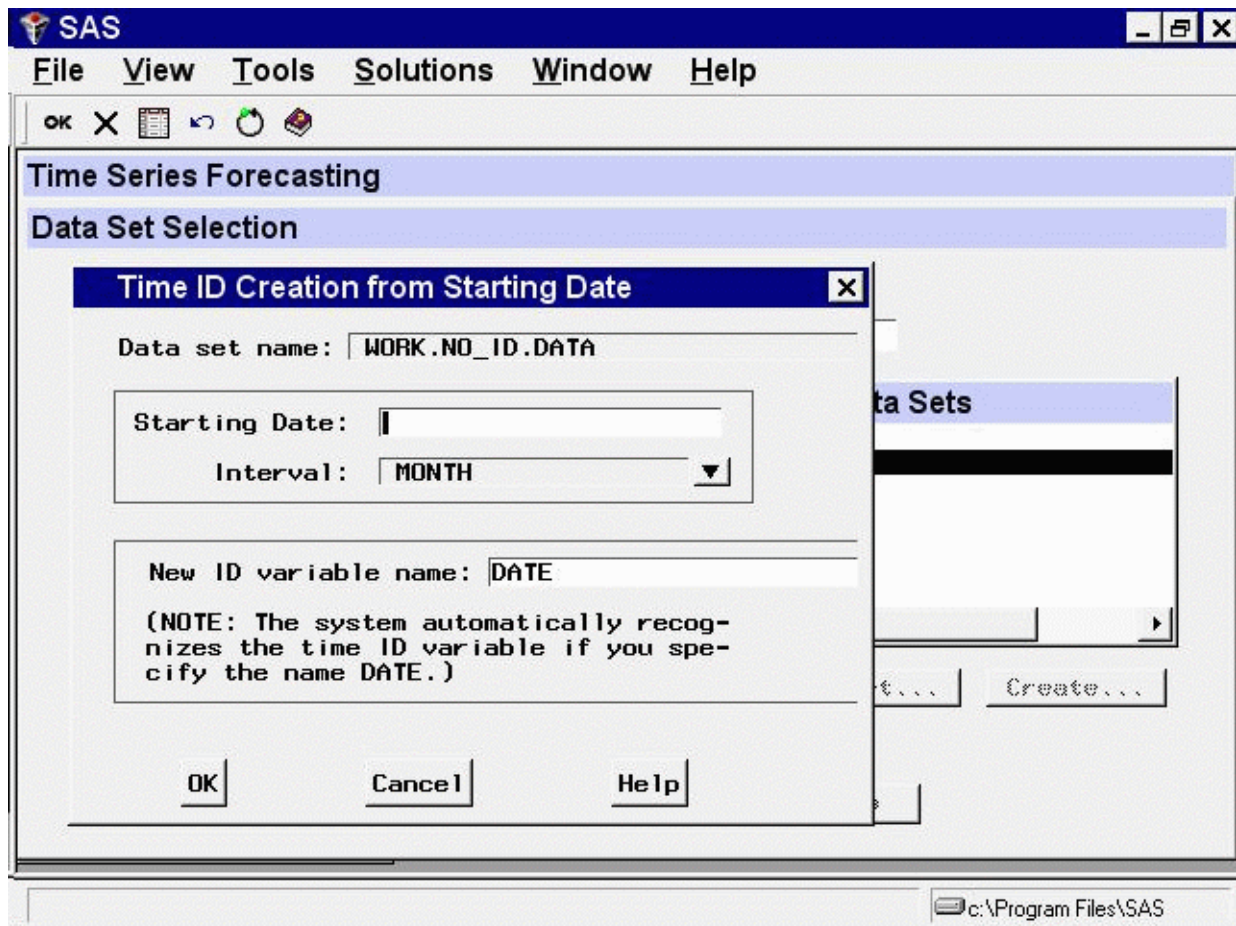 SAS
File View Tools Solutions Window Help
OK
Time Series Forecasting
Data Set Selection
Time ID Creation from Starting Date
Data set name: WORK.NO_ID.DATA
ta Sets
Starting Date:
Interval: MONTH
New ID variable name: DATE
(NOTE: The system automatically recog-
nizes the time ID variable if you spe-
cify the name DATE.)
t... Create...
OK Cancel Help
c:\Program Files\SAS